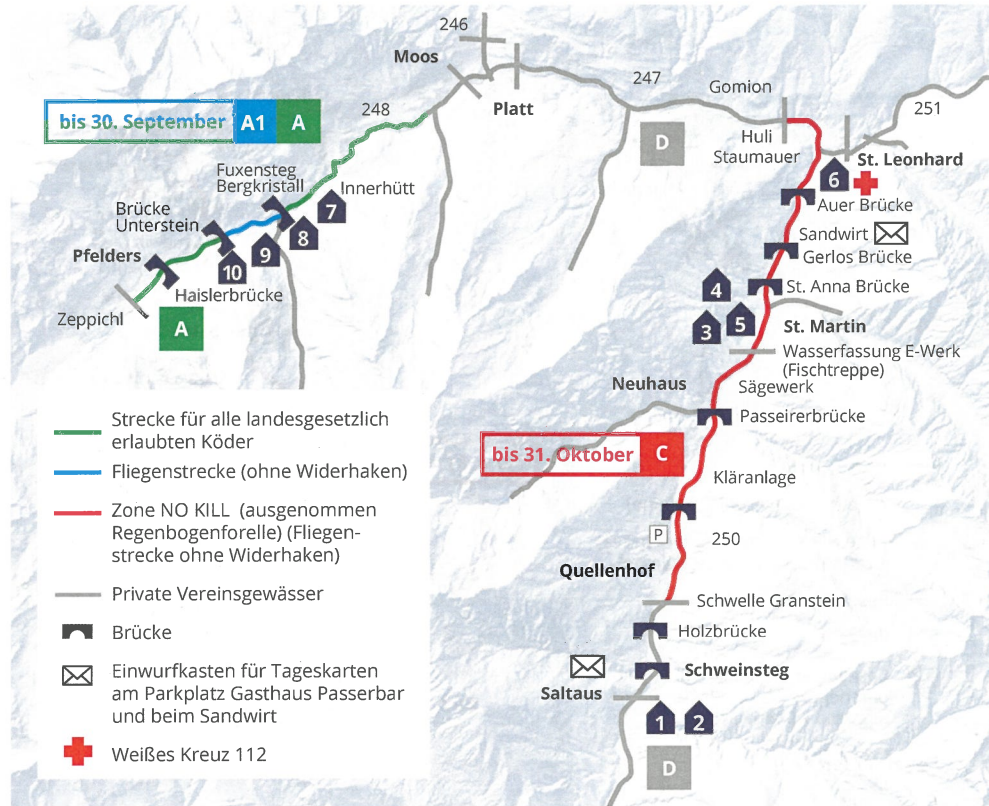 246
Moos
247
Gomion
251
248
Platt
bis 30. September A1 A
D
Huli
Staumauer
St. Leonhard
Fuxensteg
Bergkristall
Innerhütt
6
7
Auer Brücke
Brücke
Unterstein
8
Sandwirt
9
Gerlos Brücke
Pfelders
10
4
St. Anna Brücke
Haislerbrücke
Zeppichl
A
3
5
St. Martin
Wasserfassung E-Werk
(Fischtreppe)
Neuhaus
Sägewerk
Passeirerbrücke
Strecke für alle landesgesetzlich
erlaubten Köder
bis 31. Oktober C
Fliegenstrecke (ohne Widerhaken)
Kläranlage
Zone NO KILL (ausgenommen
Regenbogenforelle) (Fliegen-
strecke ohne Widerhaken)
P
250
Quellenhof
Private Vereinsgewässer
Schwelle Granstein
Brücke
Holzbrücke
Einwurfkasten für Tageskarten
am Parkplatz Gasthaus Passerbar
und beim Sandwirt
Schweinsteg
Saltaus
1
2
Weißes Kreuz 112
D